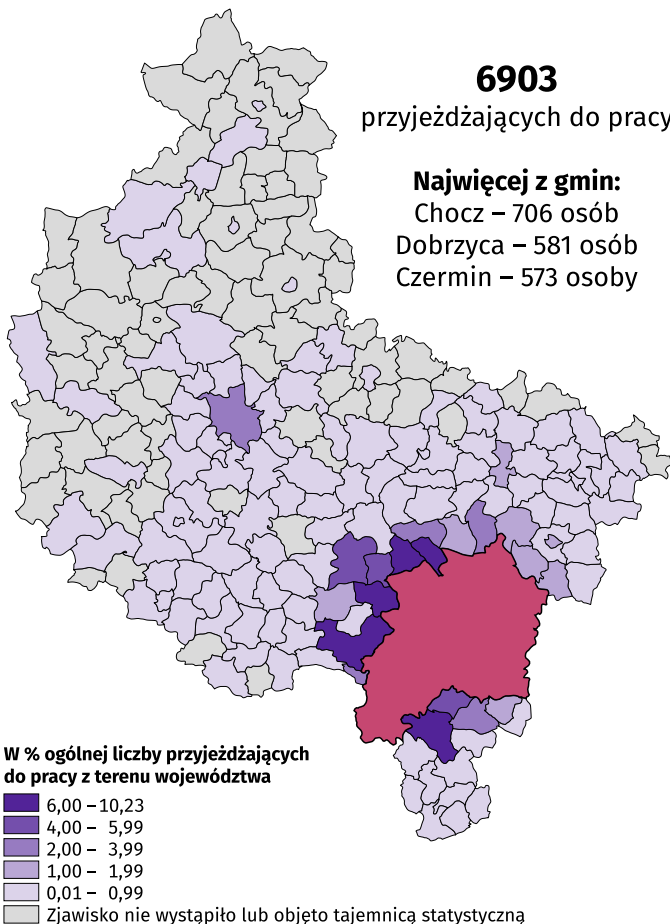 6903
przyjeżdżających do pracy
Najwięcej z gmin:
Chocz – 706 osób
Dobrzyca – 581 osób
Czermin – 573 osoby
W % ogólnej liczby przyjeżdżających
do pracy z terenu województwa
6,00 –10,23
4,00 – 5,99
2,00 – 3,99
1,00 – 1,99
0,01 – 0,99
Zjawisko nie wystąpiło lub objęto tajemnicą statystyczną